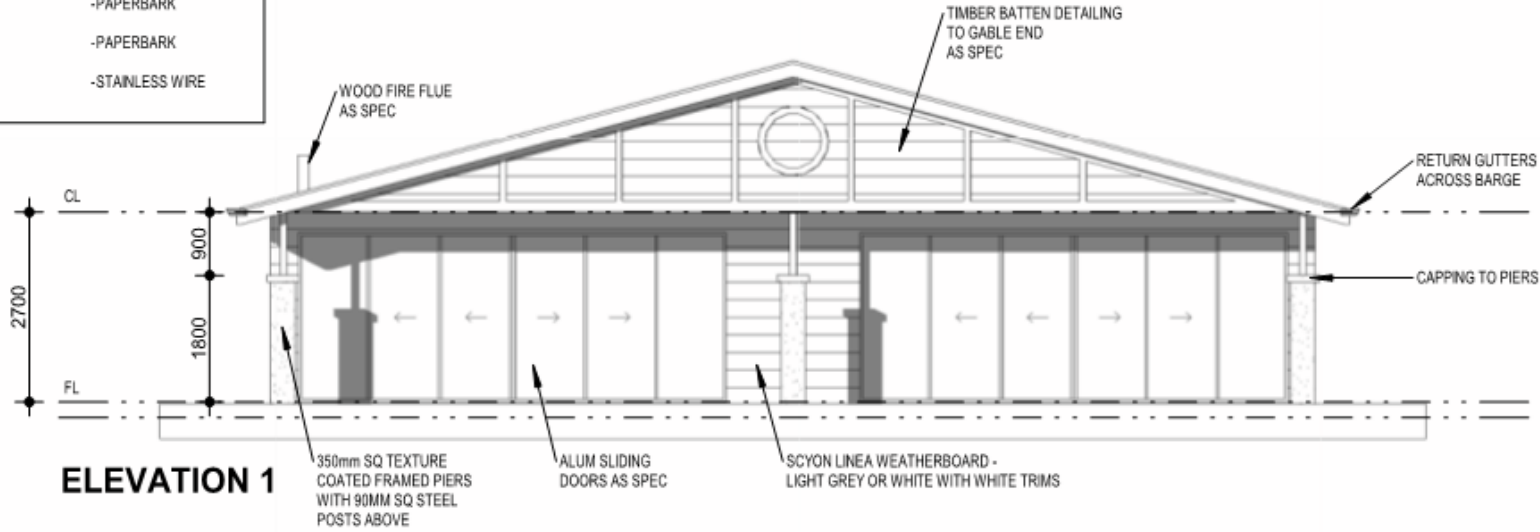 -PAPERBARK
-PAPERBARK
-STAINLESS WIRE
TIMBER BATTEN DETAILING
TO GABLE END
AS SPEC
WOOD FIRE FLUE
AS SPEC
RETURN GUTTERS
ACROSS BARGE
CL
900
2700
1800
CAPPING TO PIERS
FL
ELEVATION 1
350mm SQ TEXTURE
COATED FRAMED PIERS
WITH 90MM SQ STEEL
POSTS ABOVE
ALUM SLIDING
DOORS AS SPEC
SCYON LINEA WEATHERBOARD -
LIGHT GREY OR WHITE WITH WHITE TRIMS